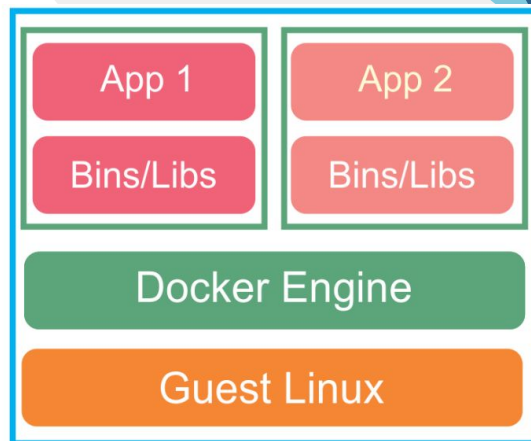 App 1
Bins/Libs
App 2
Bins/Libs
Docker Engine
Guest Linux